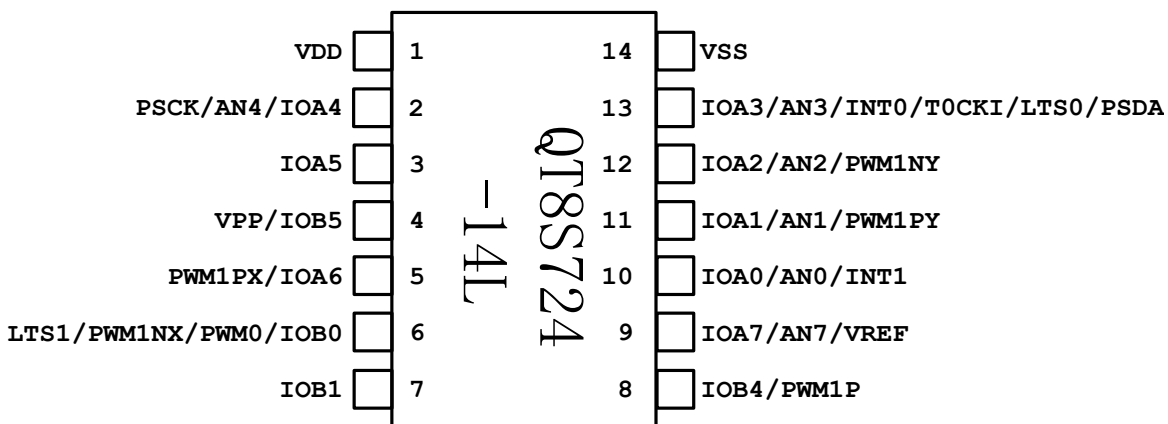 VDD 1 14 VSS
PSCK/AN4/IOA4 2 13 IOA3/AN3/INT0/T0CKI/LTS0/PSDA
IOA5 3 12 IOA2/AN2/PWM1NY
VPP/IOB5 4 11 IOA1/AN1/PWM1PY
PWM1PX/IOA6 5 10 IOA0/AN0/INT1
LTS1/PWM1NX/PWM0/IOB0 6 9 IOA7/AN7/VREF
IOB1 7 8 IOB4/PWM1P
QT8S724
-14L